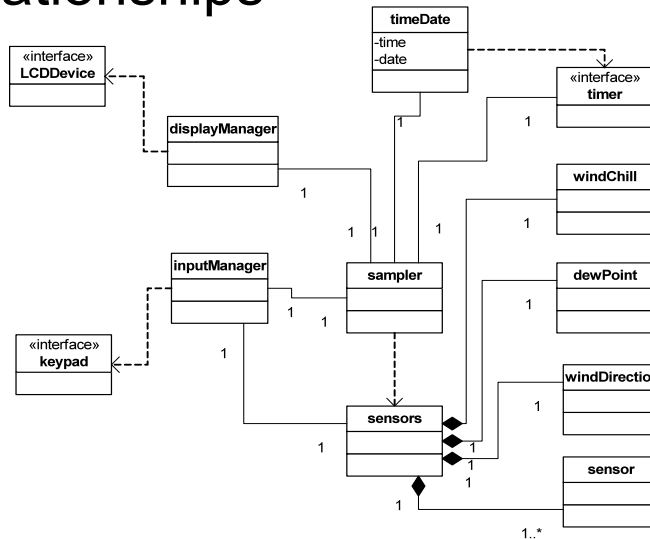 ationships
timeDate
-time
-date
«interface»
LCDDevice
«interface»
timer
displayManager
1
1
1
windChill
1
1
1
1
inputManager
sampler
dewPoint
1
1
1
«interface»
keypad
1
windDirectio
1
sensors
1
1
1
1
sensor
1
1..*